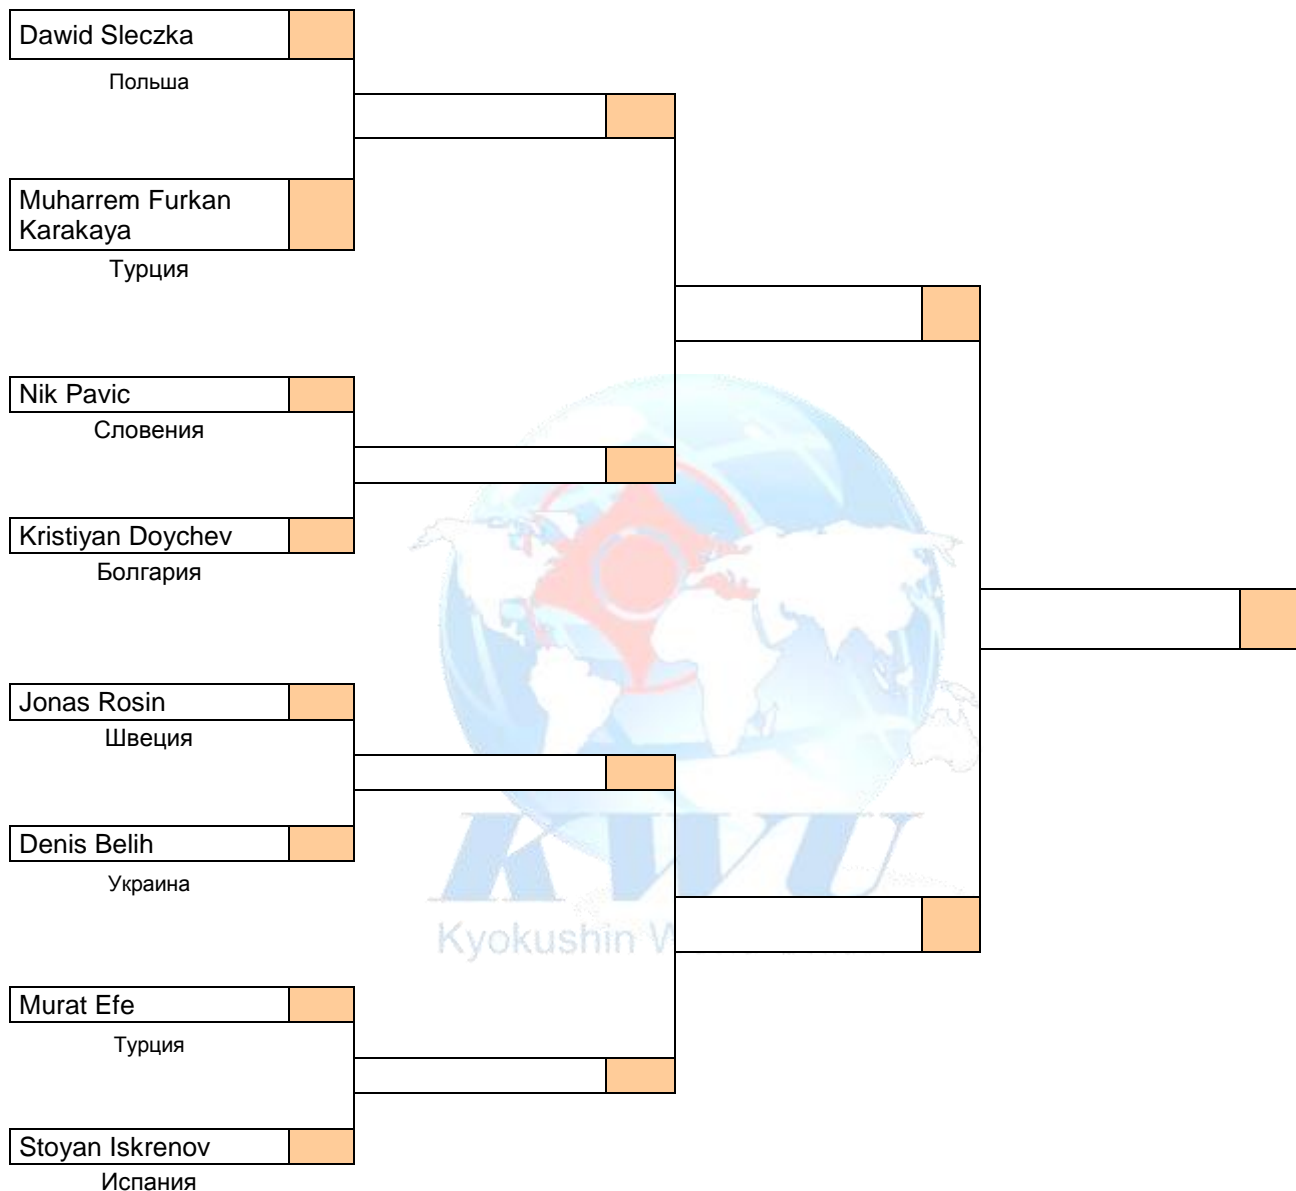 Dawid Sleczka
Польша
Muharrem Furkan
Karakaya
Турция
Nik Pavic
Словения
Kristiyan Doychev
Болгария
Jonas Rosin
Швеция
Denis Belih
Украина
KWU
Kyokushin
Murat Efe
Турция
Stoyan Iskrenov
Испания